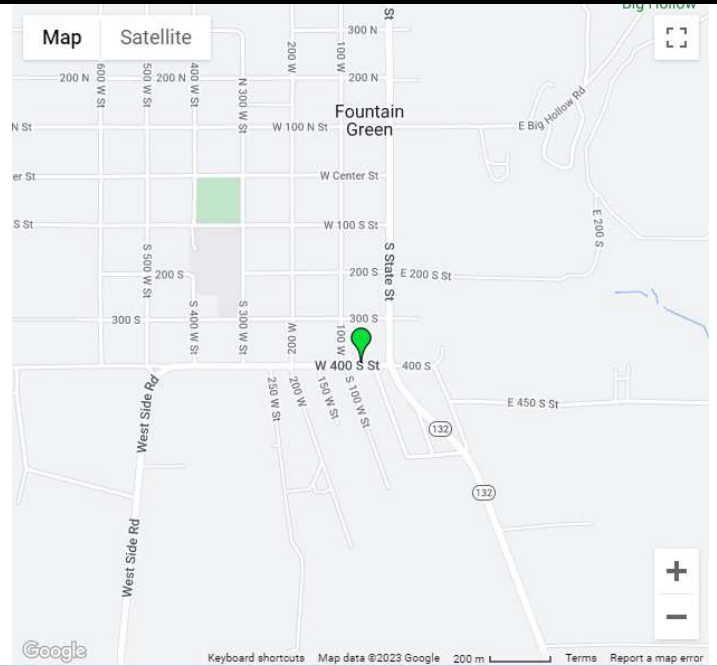 Big Hollow
Map
Satellite
St
300 N
200 W
100 W
600 W St
500 W St
400 W St
N 300 W St
200 N
200 N
200 N
Fountain
Green
E Big Hollow Rd
N St
W 100 N St
er St
W Center St
S St
W 100 S St
E 200 S
S 500 W St
S State St
200 S
200 S
E 200 S St
S 400 W St
S 300 W St
200 W
100 W
300 S
300 S
W 400 S St
400 S
West Side Rd
250 W St
200 W
150 W St
S 100 W St
E 450 S St
132
132
West Side Rd
Google
Keyboard shortcuts
Map data ©2023 Google
200 m
Terms
Report a map error